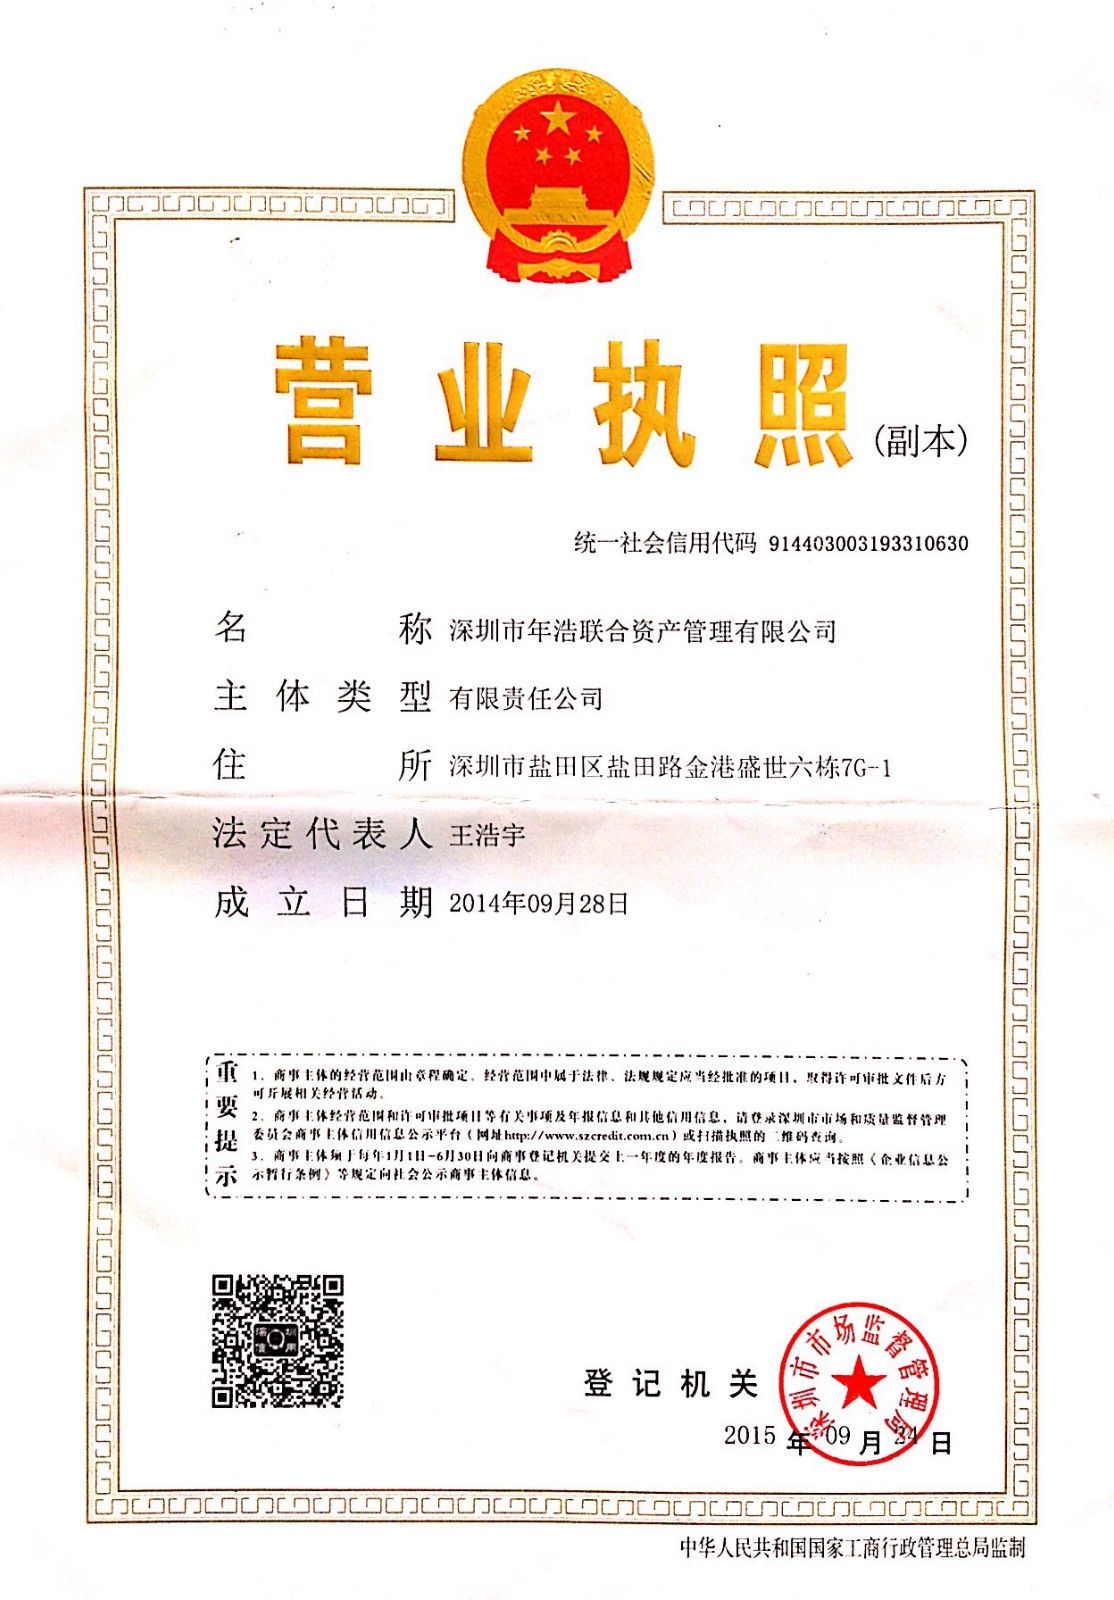 营业执照(副本)
统一社会信用代码 914403003193310630
名称 深圳市年浩联合资产管理有限公司
主体类型 有限责任公司
住所 深圳市盐田区盐田路金港盛世六栋7G-1
法定代表人 王浩宇
成立日期 2014年09月28日
重要提示
1、商事主体的经营范围由章程确定。经营范围中属于法律、法规规定应当经批准的项目，取得许可审批文件后方
可开展相关经营活动。
2、商事主体经营范围和许可审批项目等有关事项及年报信息和其他信用信息，请登录深圳市市场和质量监督管理
委员会商事主体信用信息公示平台（网址http://www.szcredit.com.cn）或扫描执照的二维码查询。
3、商事主体须于每年1月1日-6月30日向商事登记机关提交上一年度的年度报告。商事主体应当按照《企业信息公
示暂行条例》等规定向社会公示商事主体信息。
深圳
信用
登记机关
深圳市市场监督管理局
2015年09月24日
中华人民共和国国家工商行政管理总局监制